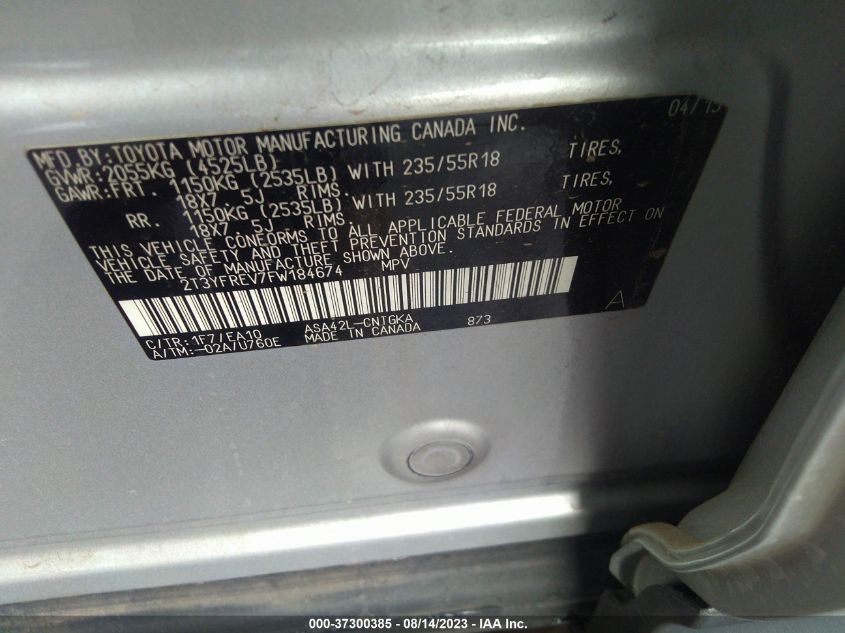 04/15
MFD.BY:TOYOTA MOTOR MANUFACTURING CANADA INC.
GVWR:2055KG (4525LB)
GAWR:FRT. 1150KG (2535LB) WITH 235/55R18 TIRES,
18X7.5J RIMS.
RR. 1150KG (2535LB) WITH 235/55R18 TIRES,
18X7.5J RIMS.
THIS VEHICLE CONFORMS TO ALL APPLICABLE FEDERAL MOTOR
VEHICLE SAFETY AND THEFT PREVENTION STANDARDS IN EFFECT ON
THE DATE OF MANUFACTURE SHOWN ABOVE.
2T3YFREV7FW184674 MPV
C/TR:1F7/EA10 ASA42L-CNTGKA 873 A
A/TM:-02A/U760E MADE IN CANADA
000-37300385 - 08/14/2023 - IAA Inc.